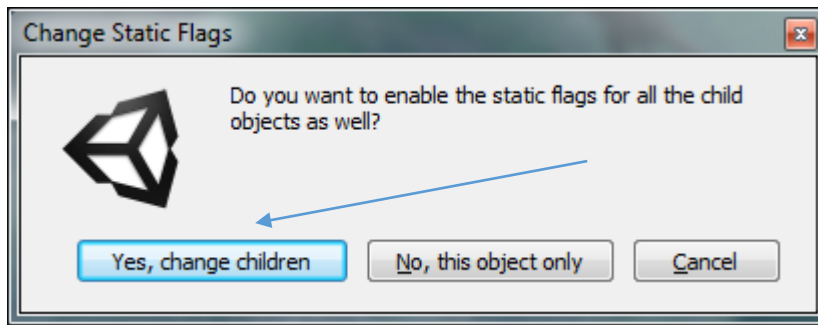 Change Static Flags
Do you want to enable the static flags for all the child
objects as well?
Yes, change children
No, this object only
Cancel